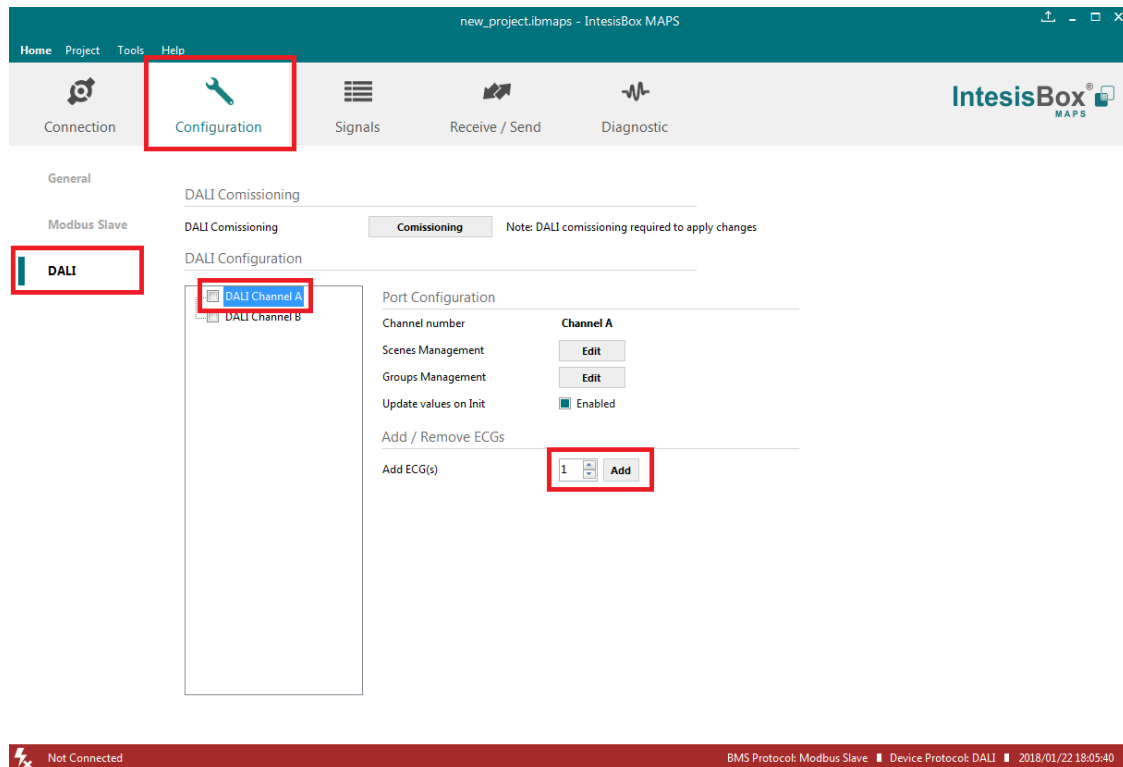 new_project.ibmaps - IntesisBox MAPS
Home Project Tools Help
Connection Configuration Signals Receive / Send Diagnostic
IntesisBox® MAPS
General
Modbus Slave
DALI
DALI Comissioning
DALI Comissioning Comissioning Note: DALI comissioning required to apply changes
DALI Configuration
DALI Channel A
DALI Channel B
Port Configuration
Channel number Channel A
Scenes Management Edit
Groups Management Edit
Update values on Init Enabled
Add / Remove ECGs
Add ECG(s) 1 Add
Not Connected BMS Protocol: Modbus Slave Device Protocol: DALI 2018/01/22 18:05:40